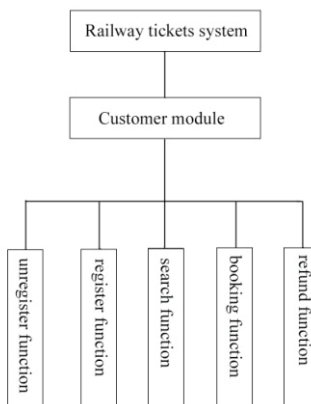 Railway tickets system
Customer module
unregister function
register function
search function
booking function
refund function